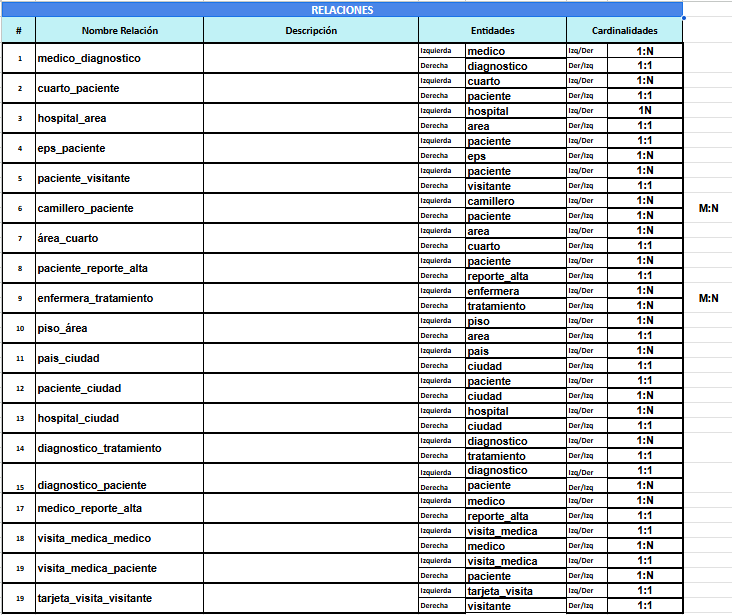 RELACIONES
# Nombre Relación Descripción Entidades Cardinalidades
1 medico_diagnostico Izquierda medico Izq/Der 1:N
Derecha diagnostico Der/Izq 1:1
2 cuarto_paciente Izquierda cuarto Izq/Der 1:N
Derecha paciente Der/Izq 1:1
3 hospital_area Izquierda hospital Izq/Der 1N
Derecha area Der/Izq 1:1
4 eps_paciente Izquierda paciente Izq/Der 1:1
Derecha eps Der/Izq 1:N
5 paciente_visitante Izquierda paciente Izq/Der 1:N
Derecha visitante Der/Izq 1:1
6 camillero_paciente Izquierda camillero Izq/Der 1:N M:N
Derecha paciente Der/Izq 1:N
7 área_cuarto Izquierda area Izq/Der 1:N
Derecha cuarto Der/Izq 1:1
8 paciente_reporte_alta Izquierda paciente Izq/Der 1:N
Derecha reporte_alta Der/Izq 1:1
9 enfermera_tratamiento Izquierda enfermera Izq/Der 1:N M:N
Derecha tratamiento Der/Izq 1:N
10 piso_área Izquierda piso Izq/Der 1:N
Derecha area Der/Izq 1:1
11 pais_ciudad Izquierda pais Izq/Der 1:N
Derecha ciudad Der/Izq 1:1
12 paciente_ciudad Izquierda paciente Izq/Der 1:1
Derecha ciudad Der/Izq 1:N
13 hospital_ciudad Izquierda hospital Izq/Der 1:N
Derecha ciudad Der/Izq 1:1
14 diagnostico_tratamiento Izquierda diagnostico Izq/Der 1:N
Derecha tratamiento Der/Izq 1:1
15 diagnostico_paciente Izquierda diagnostico Izq/Der 1:1
Derecha paciente Der/Izq 1:N
17 medico_reporte_alta Izquierda medico Izq/Der 1:N
Derecha reporte_alta Der/Izq 1:1
18 visita_medica_medico Izquierda visita_medica Izq/Der 1:1
Derecha medico Der/Izq 1:N
19 visita_medica_paciente Izquierda visita_medica Izq/Der 1:1
Derecha paciente Der/Izq 1:N
19 tarjeta_visita_visitante Izquierda tarjeta_visita Izq/Der 1:1
Derecha visitante Der/Izq 1:1